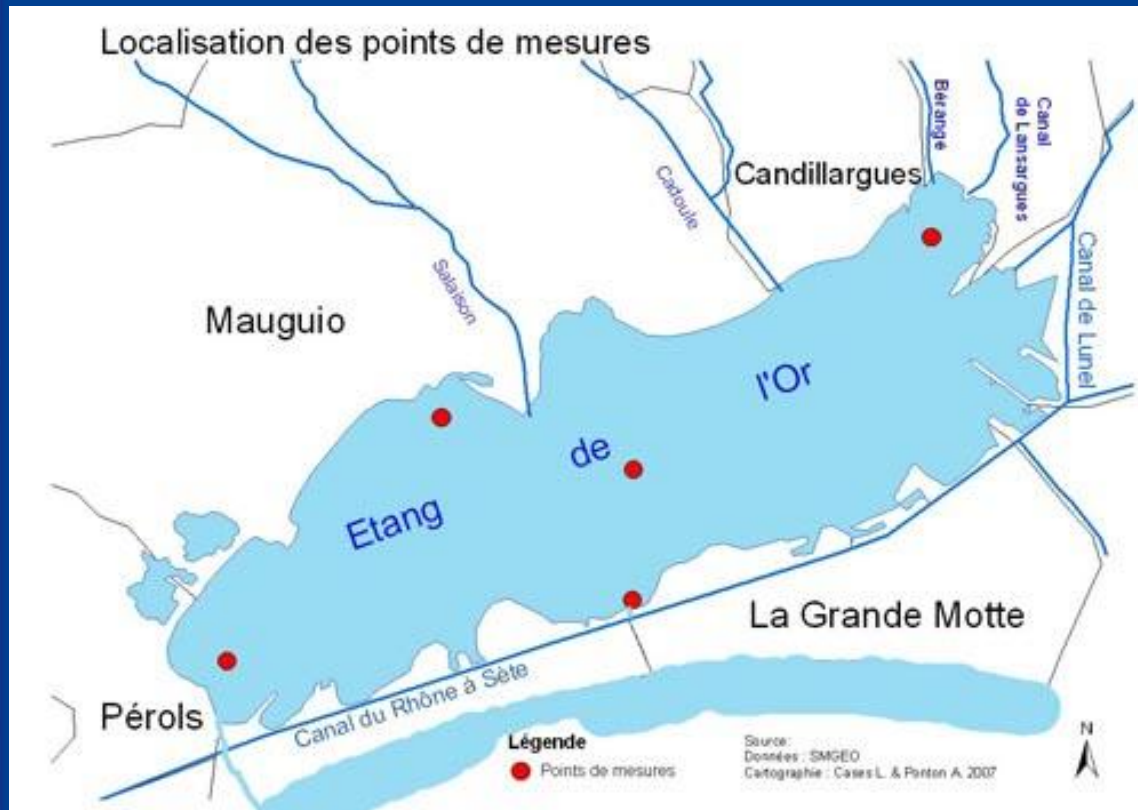 Localisation des points de mesures
Bérange
Canal
de Lansargues
Candillargues
Cadoule
Salaison
Canal de Lunel
Mauguio
Etang de l'Or
La Grande Motte
Canal du Rhône à Sète
Pérols
Légende
Points de mesures
Source:
Données : SMGEO
Cartographie : Cases L. & Ponton A. 2007
N